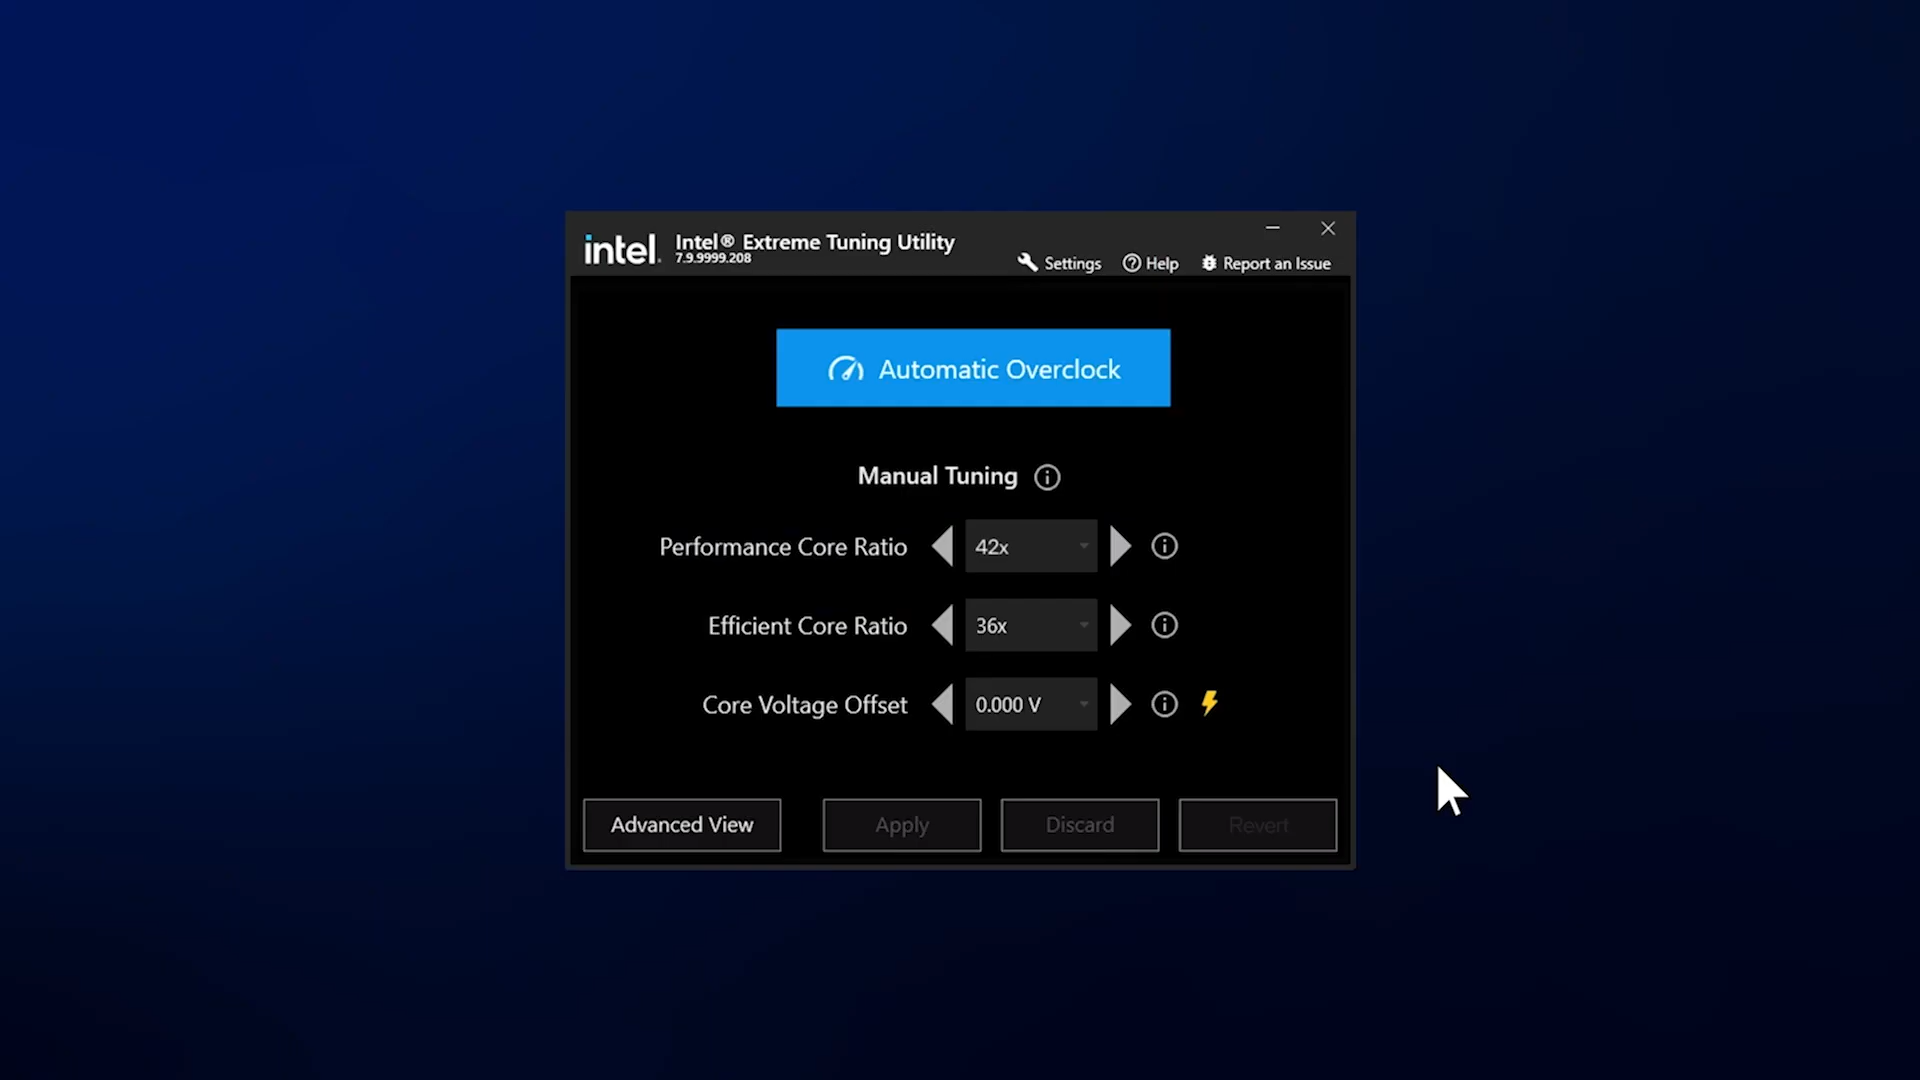 intel.
Intel® Extreme Tuning Utility
7.9.9999.208
Settings
Help
Report an Issue
Automatic Overclock
Manual Tuning
Performance Core Ratio 42x
Efficient Core Ratio 36x
Core Voltage Offset 0.000 V
Advanced View Apply Discard Revert